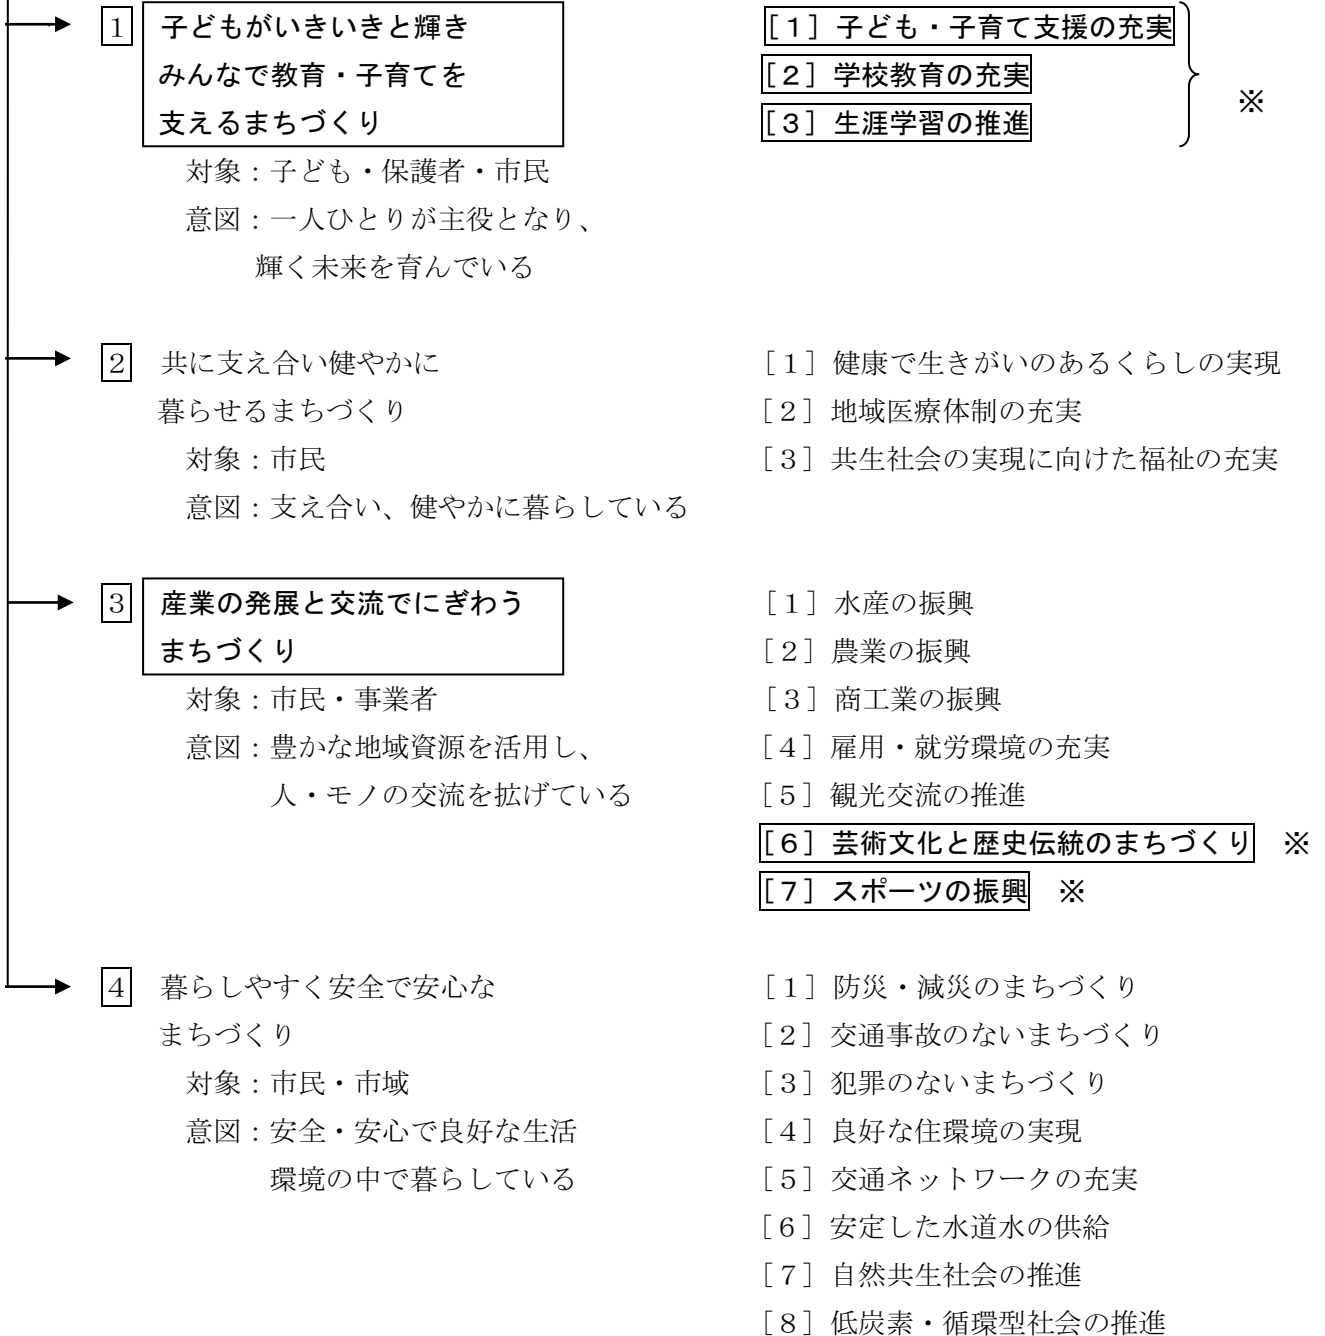 1 子どもがいきいきと輝き
みんなで教育・子育てを
支えるまちづくり
対象：子ども・保護者・市民
意図：一人ひとりが主役となり、
輝く未来を育んでいる
［１］子ども・子育て支援の充実
［２］学校教育の充実
［３］生涯学習の推進
※
2 共に支え合い健やかに
暮らせるまちづくり
対象：市民
意図：支え合い、健やかに暮らしている
［１］健康で生きがいのあるくらしの実現
［２］地域医療体制の充実
［３］共生社会の実現に向けた福祉の充実
3 産業の発展と交流でにぎわう
まちづくり
対象：市民・事業者
意図：豊かな地域資源を活用し、
人・モノの交流を拡げている
［１］水産の振興
［２］農業の振興
［３］商工業の振興
［４］雇用・就労環境の充実
［５］観光交流の推進
［６］芸術文化と歴史伝統のまちづくり ※
［７］スポーツの振興 ※
4 暮らしやすく安全で安心な
まちづくり
対象：市民・市域
意図：安全・安心で良好な生活
環境の中で暮らしている
［１］防災・減災のまちづくり
［２］交通事故のないまちづくり
［３］犯罪のないまちづくり
［４］良好な住環境の実現
［５］交通ネットワークの充実
［６］安定した水道水の供給
［７］自然共生社会の推進
［８］低炭素・循環型社会の推進